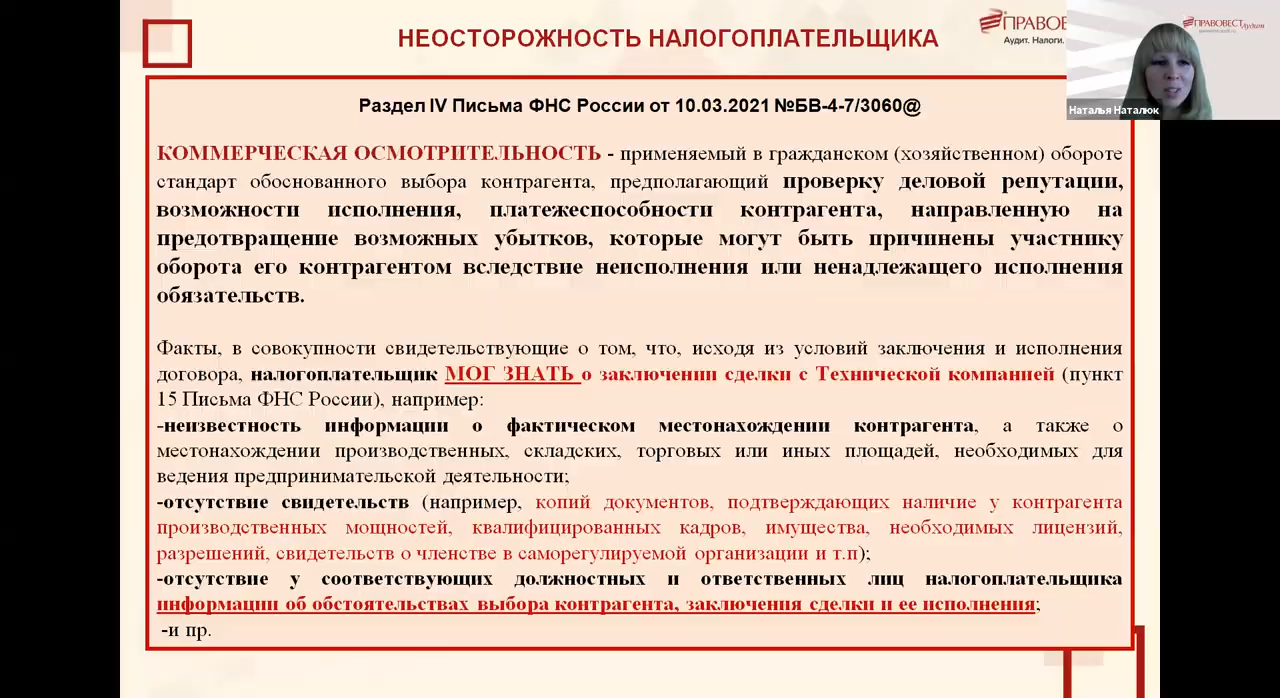 НЕОСТОРОЖНОСТЬ НАЛОГОПЛАТЕЛЬЩИКА
ПРАВОВЕ
Аудит. Налоги.
ПРАВОВЕСТ Аудит
Наталья Наталюк
Раздел IV Письма ФНС России от 10.03.2021 №БВ-4-7/3060@
КОММЕРЧЕСКАЯ ОСМОТРИТЕЛЬНОСТЬ - применяемый в гражданском (хозяйственном) обороте
стандарт обоснованного выбора контрагента, предполагающий проверку деловой репутации,
возможности исполнения, платежеспособности контрагента, направленную на
предотвращение возможных убытков, которые могут быть причинены участнику
оборота его контрагентом вследствие неисполнения или ненадлежащего исполнения
обязательств.
Факты, в совокупности свидетельствующие о том, что, исходя из условий заключения и исполнения
договора, налогоплательщик МОГ ЗНАТЬ о заключении сделки с Технической компанией (пункт
15 Письма ФНС России), например:
-неизвестность информации о фактическом местонахождении контрагента, а также о
местонахождении производственных, складских, торговых или иных площадей, необходимых для
ведения предпринимательской деятельности;
-отсутствие свидетельств (например, копий документов, подтверждающих наличие у контрагента
производственных мощностей, квалифицированных кадров, имущества, необходимых лицензий,
разрешений, свидетельств о членстве в саморегулируемой организации и т.п);
-отсутствие у соответствующих должностных и ответственных лиц налогоплательщика
информации об обстоятельствах выбора контрагента, заключения сделки и ее исполнения;
-и пр.